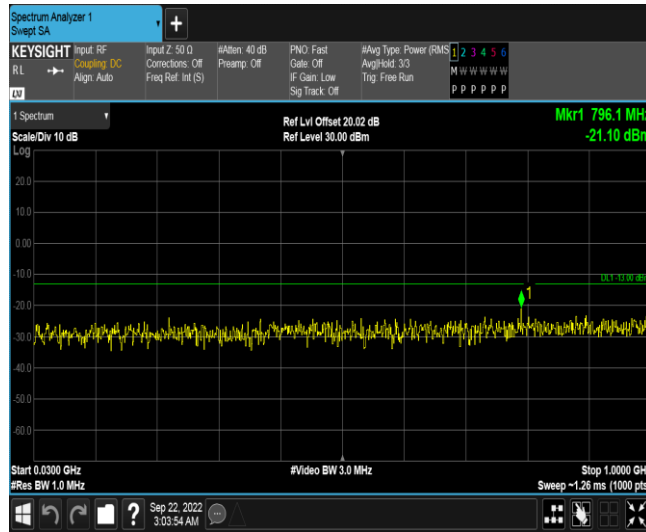 Spectrum Analyzer 1
Swept SA
+
KEYSIGHT
RL
LXI
Input: RF
Coupling: DC
Align: Auto
Input Z: 50 Ω
Corrections: Off
Freq Ref: Int (S)
#Atten: 40 dB
Preamp: Off
PNO: Fast
Gate: Off
IF Gain: Low
Sig Track: Off
#Avg Type: Power (RMS
Avg|Hold: 3/3
Trig: Free Run
1 2 3 4 5 6
M W W W W W
P P P P P P
1 Spectrum
Scale/Div 10 dB
Log
Ref Lvl Offset 20.02 dB
Ref Level 30.00 dBm
Mkr1 796.1 MHz
-21.10 dBm
20.0
10.0
0.00
-10.0
-20.0
-30.0
-40.0
-50.0
-60.0
DL1 -13.00 dBm
1
Start 0.0300 GHz
#Res BW 1.0 MHz
#Video BW 3.0 MHz
Stop 1.0000 GH
Sweep ~1.26 ms (1000 pts
?
Sep 22, 2022
3:03:54 AM